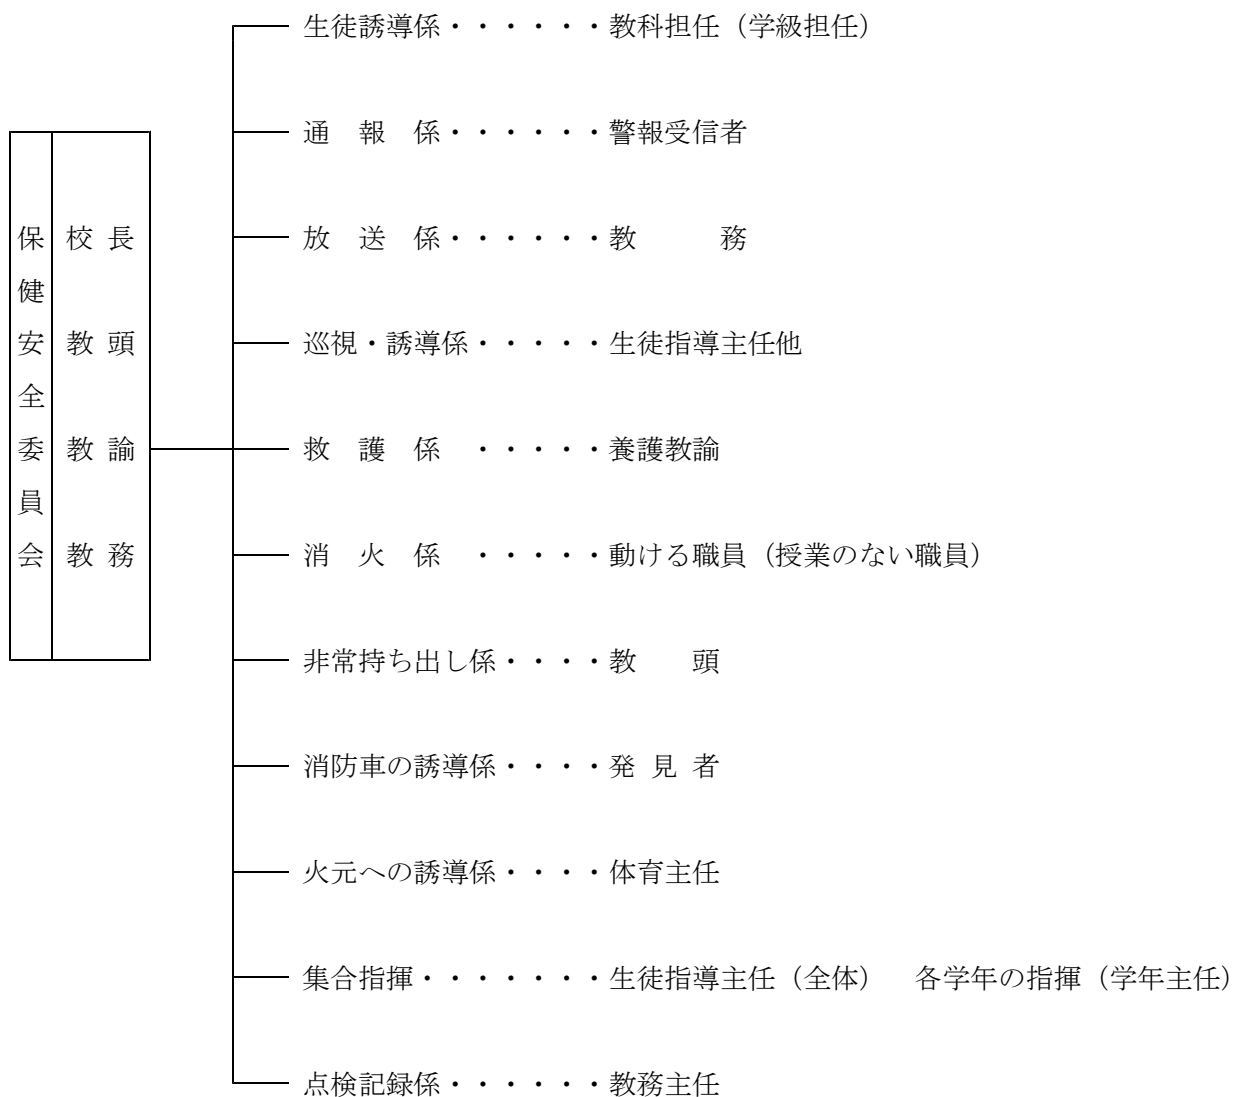 保健安全委員会
校長
教頭
教諭
教務
生徒誘導係・・・・・・教科担任（学級担任）
通　報　係・・・・・・警報受信者
放　送　係・・・・・・教　　　務
巡視・誘導係・・・・・生徒指導主任他
救　護　係　・・・・・養護教諭
消　火　係　・・・・・動ける職員（授業のない職員）
非常持ち出し係・・・・教　　頭
消防車の誘導係・・・・発 見 者
火元への誘導係・・・・体育主任
集合指揮・・・・・・・生徒指導主任（全体）　各学年の指揮（学年主任）
点検記録係・・・・・・教務主任